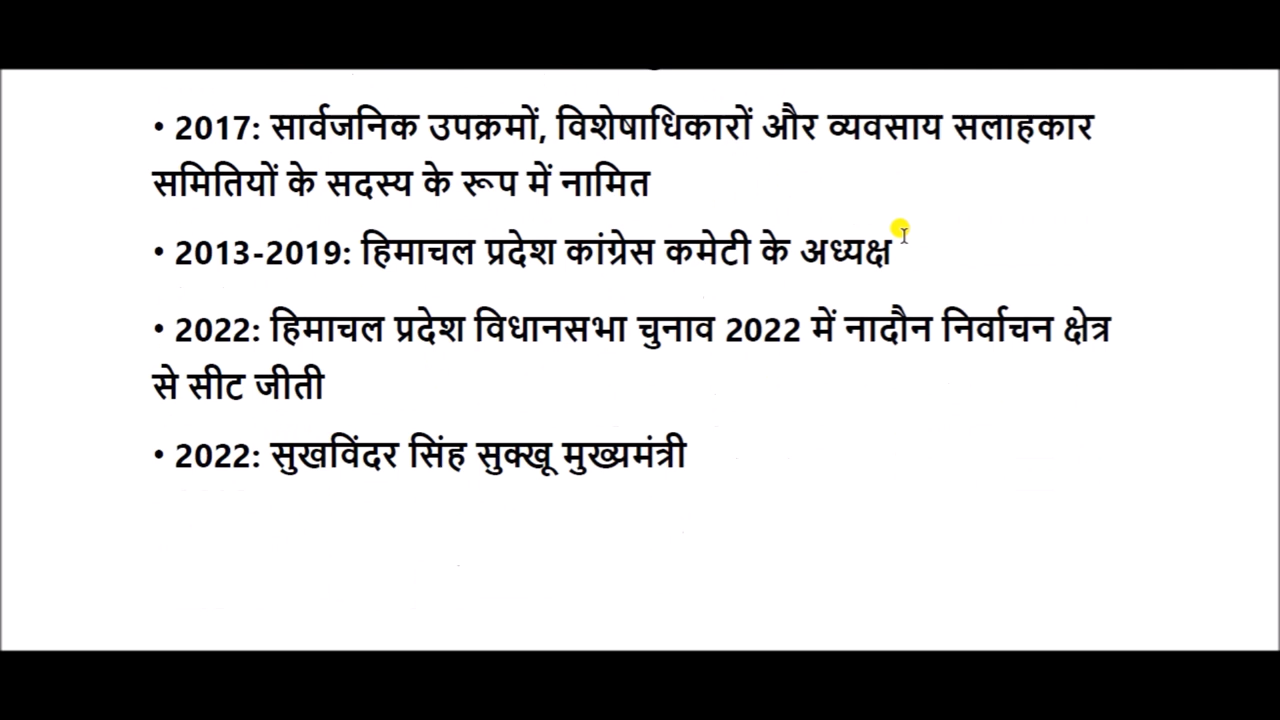 • 2017: सार्वजनिक उपक्रमों, विशेषाधिकारों और व्यवसाय सलाहकार
समितियों के सदस्य के रूप में नामित
• 2013-2019: हिमाचल प्रदेश कांग्रेस कमेटी के अध्यक्ष
• 2022: हिमाचल प्रदेश विधानसभा चुनाव 2022 में नादौन निर्वाचन क्षेत्र
से सीट जीती
• 2022: सुखविंदर सिंह सुक्खू मुख्यमंत्री